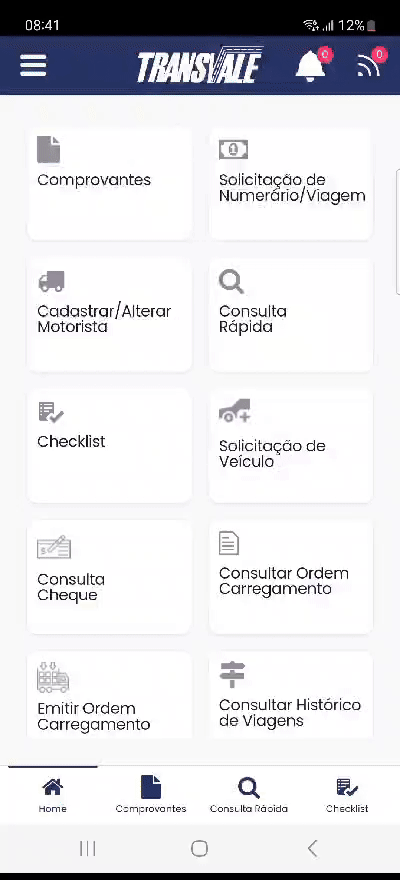 08:41
12%
TRANSVALE
0
0
Comprovantes
Solicitação de
Numerário/Viagem
Cadastrar/Alterar
Motorista
Consulta
Rápida
Checklist
Solicitação de
Veículo
Consulta
Cheque
Consultar Ordem
Carregamento
Emitir Ordem
Carregamento
Consultar Histórico
de Viagens
Home
Comprovantes
Consulta Rápida
Checklist